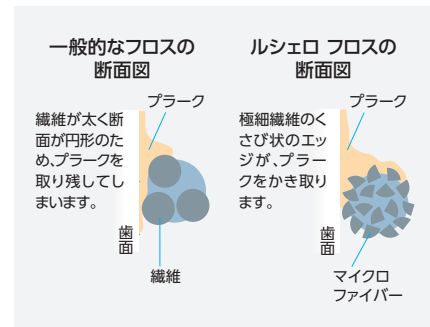 一般的なフロスの
断面図
プラーク
繊維が太く断
面が円形のた
め、プラークを
取り残してし
まいます。
歯面
繊維
ルシェロ フロスの
断面図
プラーク
極細繊維のく
さび状のエッ
ジが、プラー
クをかき取り
ます。
歯面
マイクロ
ファイバー